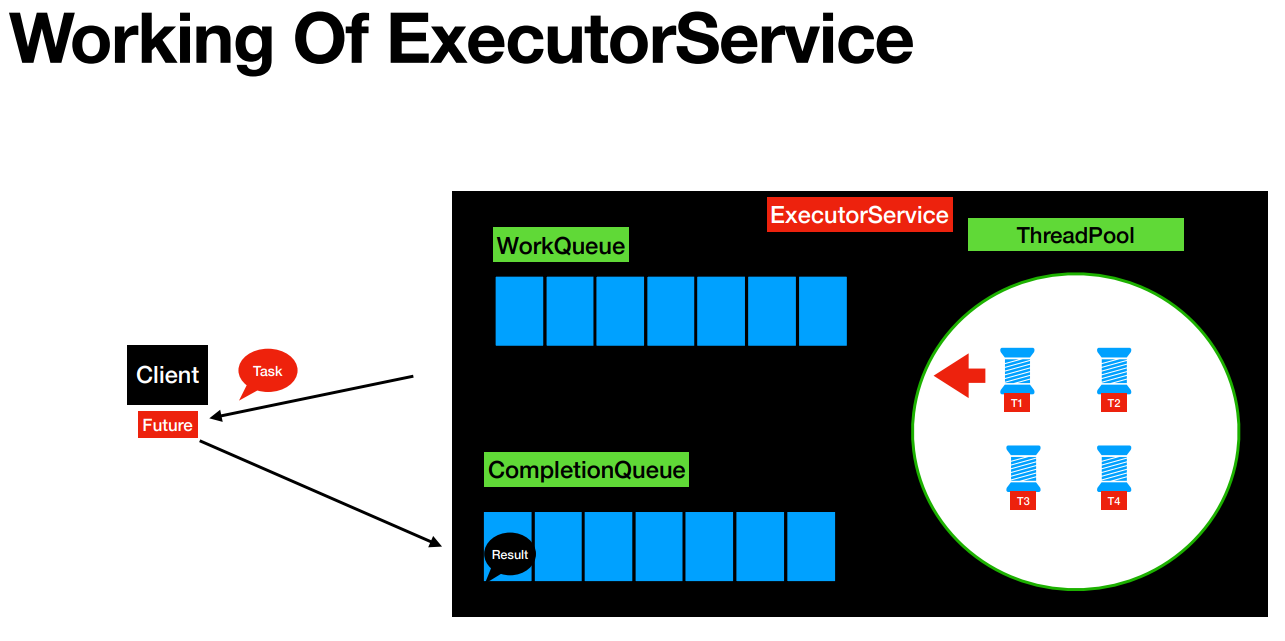 Working Of ExecutorService
ExecutorService
ThreadPool
WorkQueue
Client
Task
Future
T1
T2
CompletionQueue
T3
T4
Result